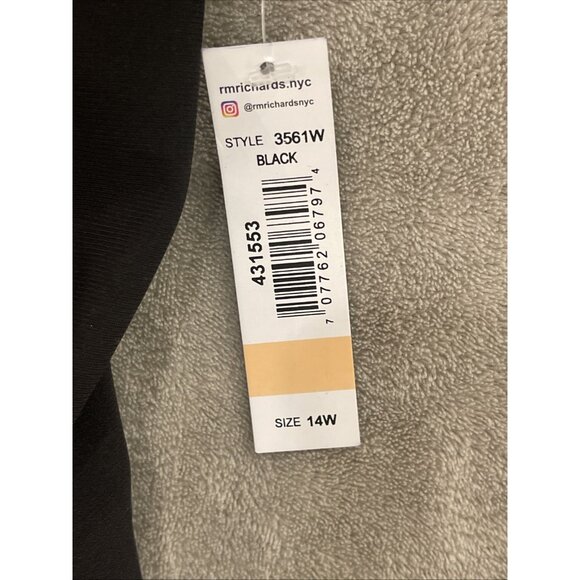 rmrichards.nyc
@rmrichardsnyc
STYLE 3561W
BLACK
431553
7 07762 06797 4
SIZE 14W